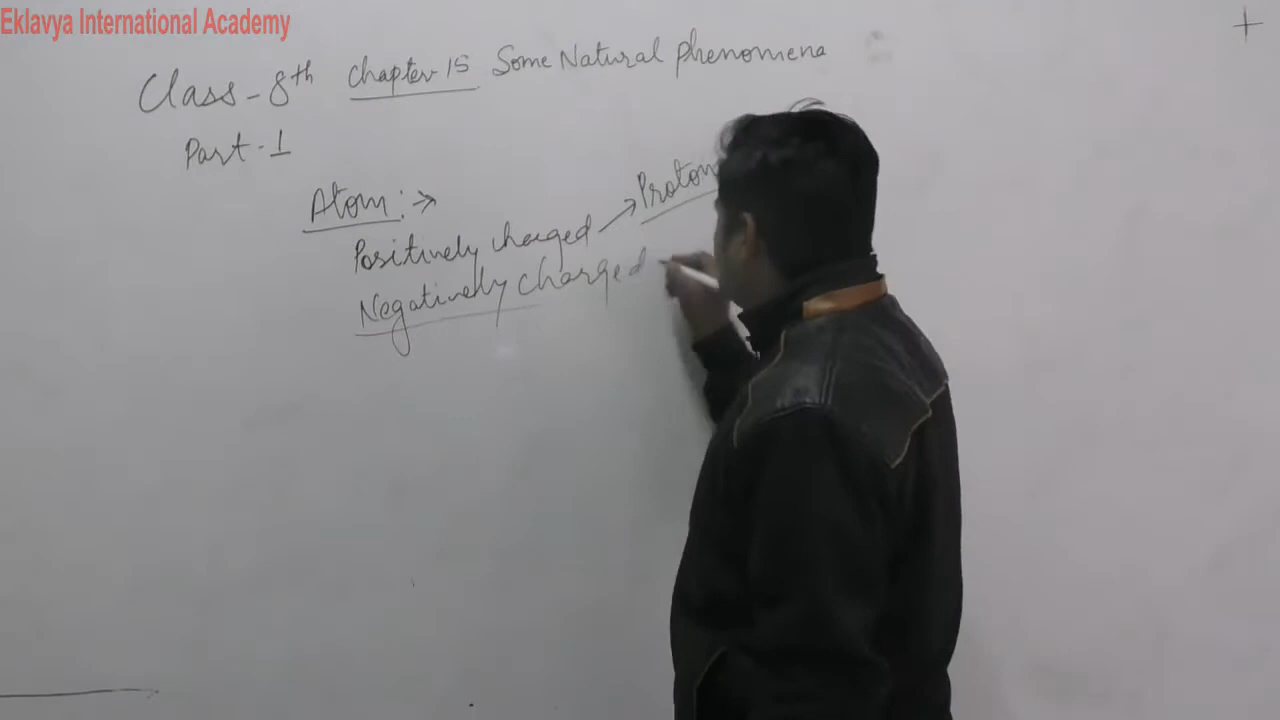 Eklavya International Academy
+
Class - 8th Chapter 15 Some Natural Phenomena
Part - 1
Atom :->
Positively charged -> Proton
Negatively charged